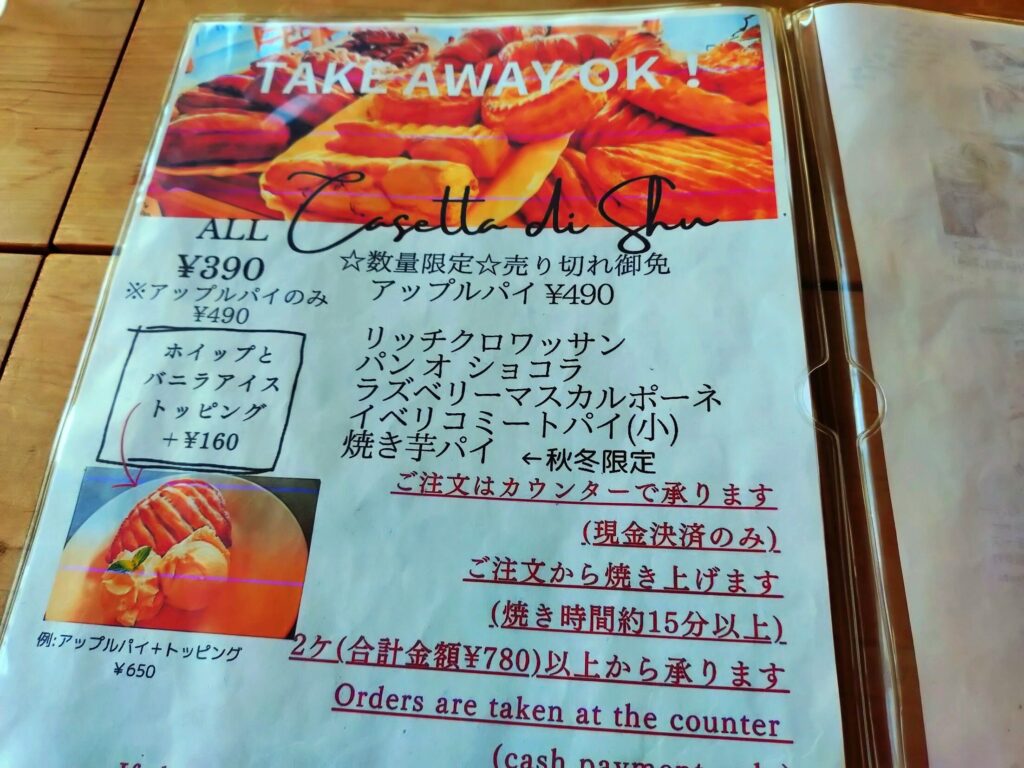 TAKE AWAY OK！
Casetta di Shu
ALL
¥390
※アップルパイのみ
¥490
☆数量限定☆売り切れ御免
アップルパイ ¥490
ホイップと
バニラアイス
トッピング
＋¥160
リッチクロワッサン
パン オ ショコラ
ラズベリーマスカルポーネ
イベリコミートパイ(小)
焼き芋パイ ←秋冬限定
例:アップルパイ+トッピング
￥650
ご注文はカウンターで承ります
(現金決済のみ)
ご注文から焼き上げます
(焼き時間約15分以上)
2ケ(合計金額¥780)以上から承ります
Orders are taken at the counter
(cash payment only)